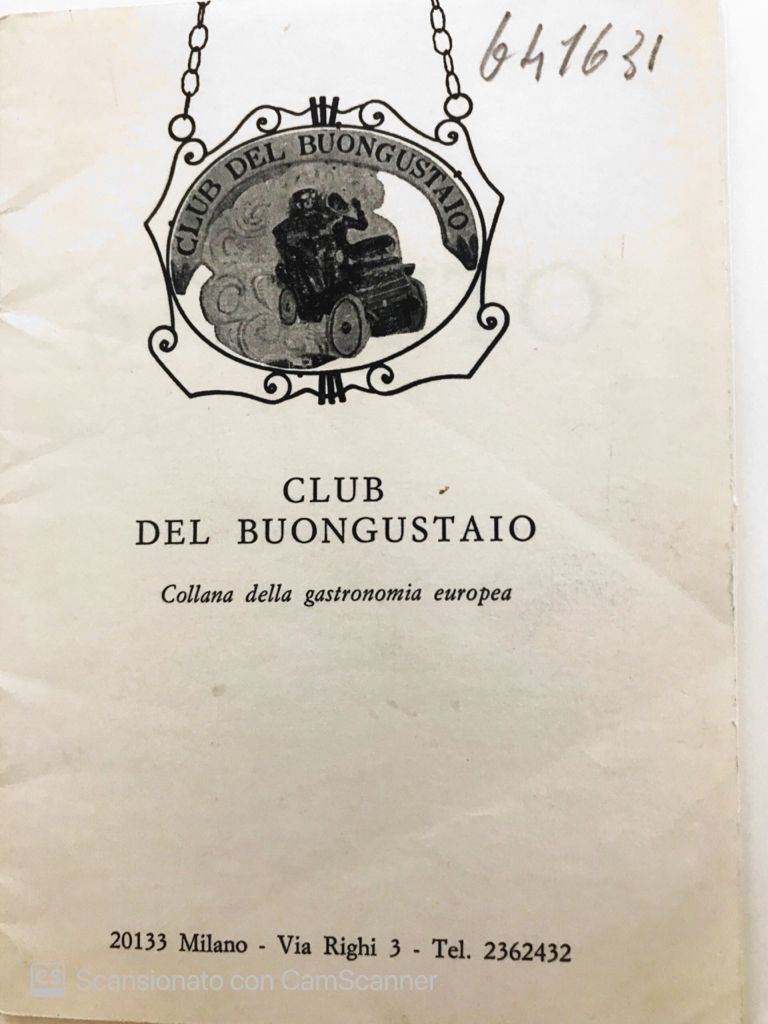 641631
CLUB DEL BUONGUSTAIO
CLUB
DEL BUONGUSTAIO
Collana della gastronomia europea
20133 Milano - Via Righi 3 - Tel. 2362432
CS Scansionato con CamScanner